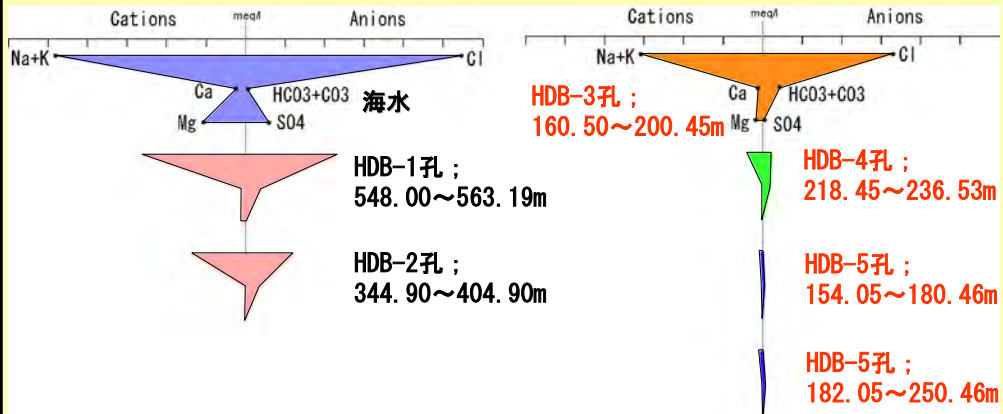 Cations meq/l Anions
Na+K Cl
Ca HCO3+CO3 海水
Mg SO4
HDB-1孔；
548.00～563.19m
HDB-2孔；
344.90～404.90m
Cations meq/l Anions
Na+K Cl
Ca HCO3+CO3
Mg SO4
HDB-3孔；
160.50～200.45m
HDB-4孔；
218.45～236.53m
HDB-5孔；
154.05～180.46m
HDB-5孔；
182.05～250.46m